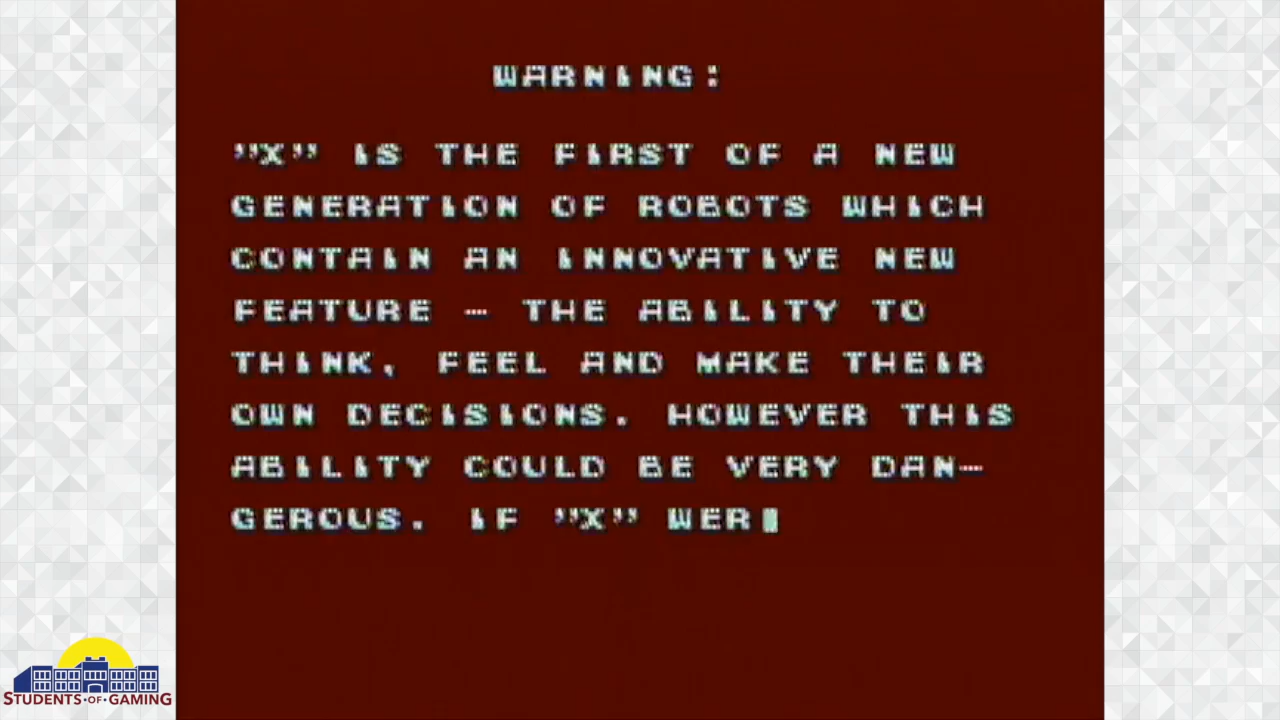 WARNING:
"X" IS THE FIRST OF A NEW
GENERATION OF ROBOTS WHICH
CONTAIN AN INNOVATIVE NEW
FEATURE – THE ABILITY TO
THINK, FEEL AND MAKE THEIR
OWN DECISIONS. HOWEVER THIS
ABILITY COULD BE VERY DAN–
GEROUS. IF "X" WER
STUDENTS·OF·GAMING